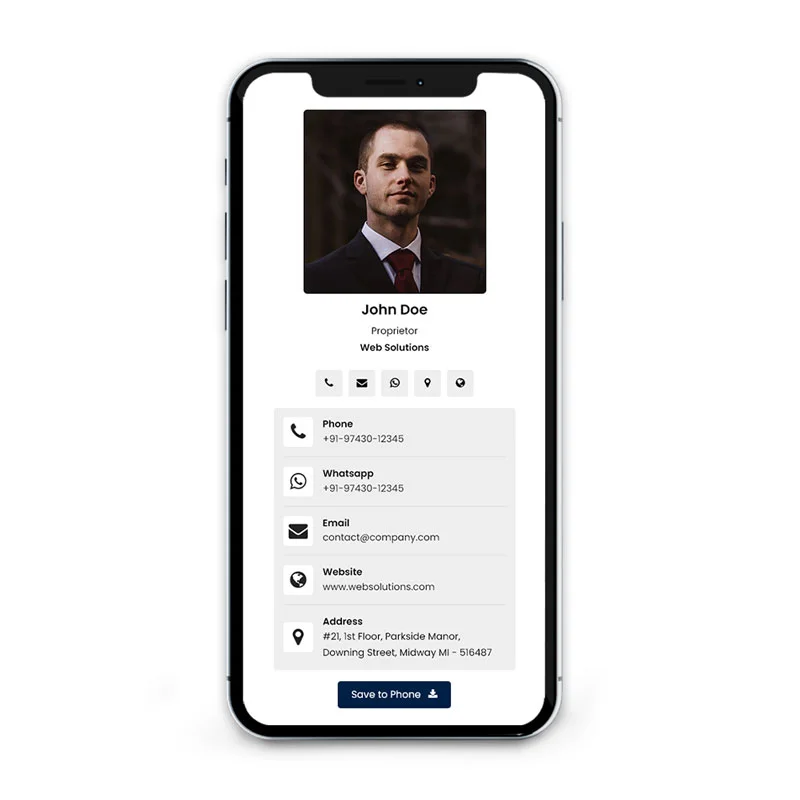 John Doe
Proprietor
Web Solutions
Phone
+91-97430-12345
Whatsapp
+91-97430-12345
Email
contact@company.com
Website
www.websolutions.com
Address
#21, 1st Floor, Parkside Manor,
Downing Street, Midway MI - 516487
Save to Phone